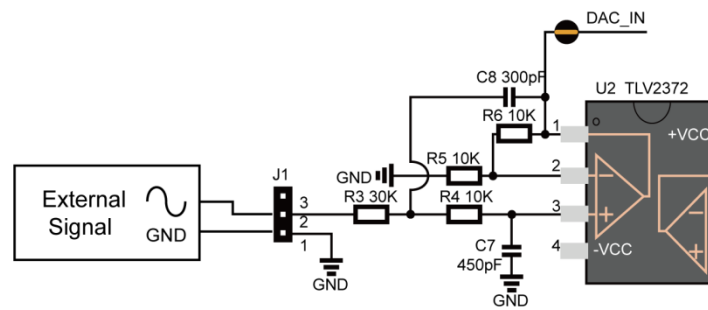 DAC_IN
C8 300pF
U2 TLV2372
R6 10K
1
+VCC
J1
GND
R5 10K
2
External
Signal
GND
3
R3 30K
R4 10K
3
2
1
C7
450pF
4
-VCC
GND
GND